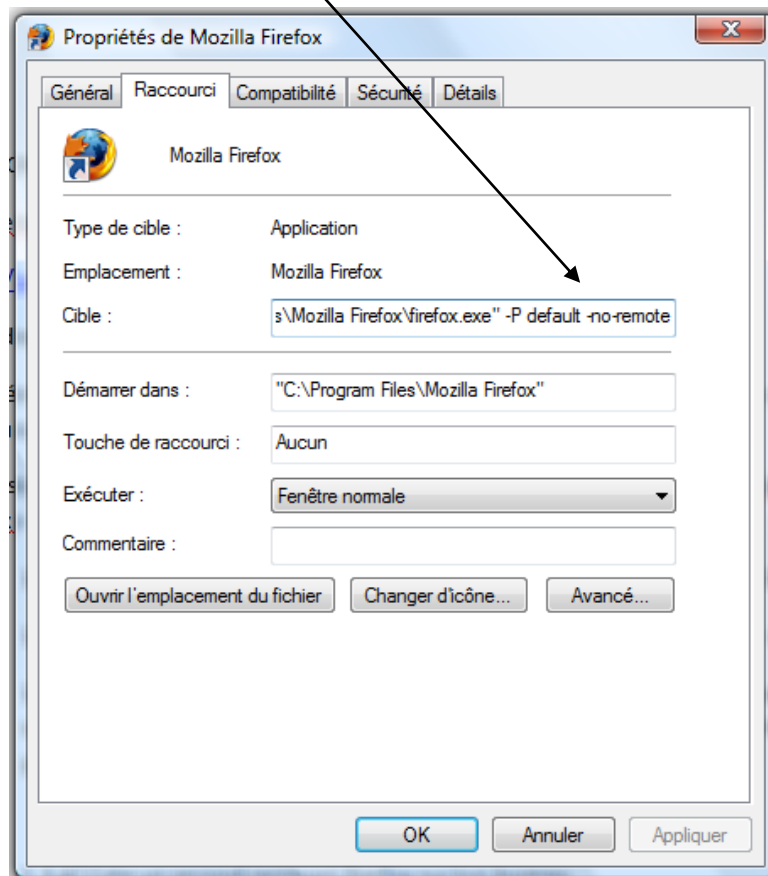 Propriétés de Mozilla Firefox
Général Raccourci Compatibilité Sécurité Détails
Mozilla Firefox
Type de cible : Application
Emplacement : Mozilla Firefox
Cible : s\Mozilla Firefox\firefox.exe" -P default -no-remote
Démarrer dans : "C:\Program Files\Mozilla Firefox"
Touche de raccourci : Aucun
Exécuter : Fenêtre normale
Commentaire :
Ouvrir l'emplacement du fichier Changer d'icône... Avancé...
OK Annuler Appliquer